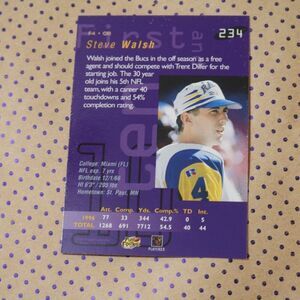 #4 • QB
234
Steve Walsh
First
an
Walsh joined the Bucs in the off season as a free
agent and should compete with Trent Dilfer for the
starting job. The 30 year
old joins his 5th NFL
team, with a career 40
touchdowns and 54%
completion rating.
College: Miami (FL)
NFL exp. 7 yrs
Birthdate 12/1/66
Ht 6'3" /205 lbs
Hometown: St. Paul, MN
4
Att. Comp. Yds. Comp.% TD Int.
1996 77 33 344 42.9 0 5
TOTAL 1268 691 7712 54.5 40 44
PLAYERS